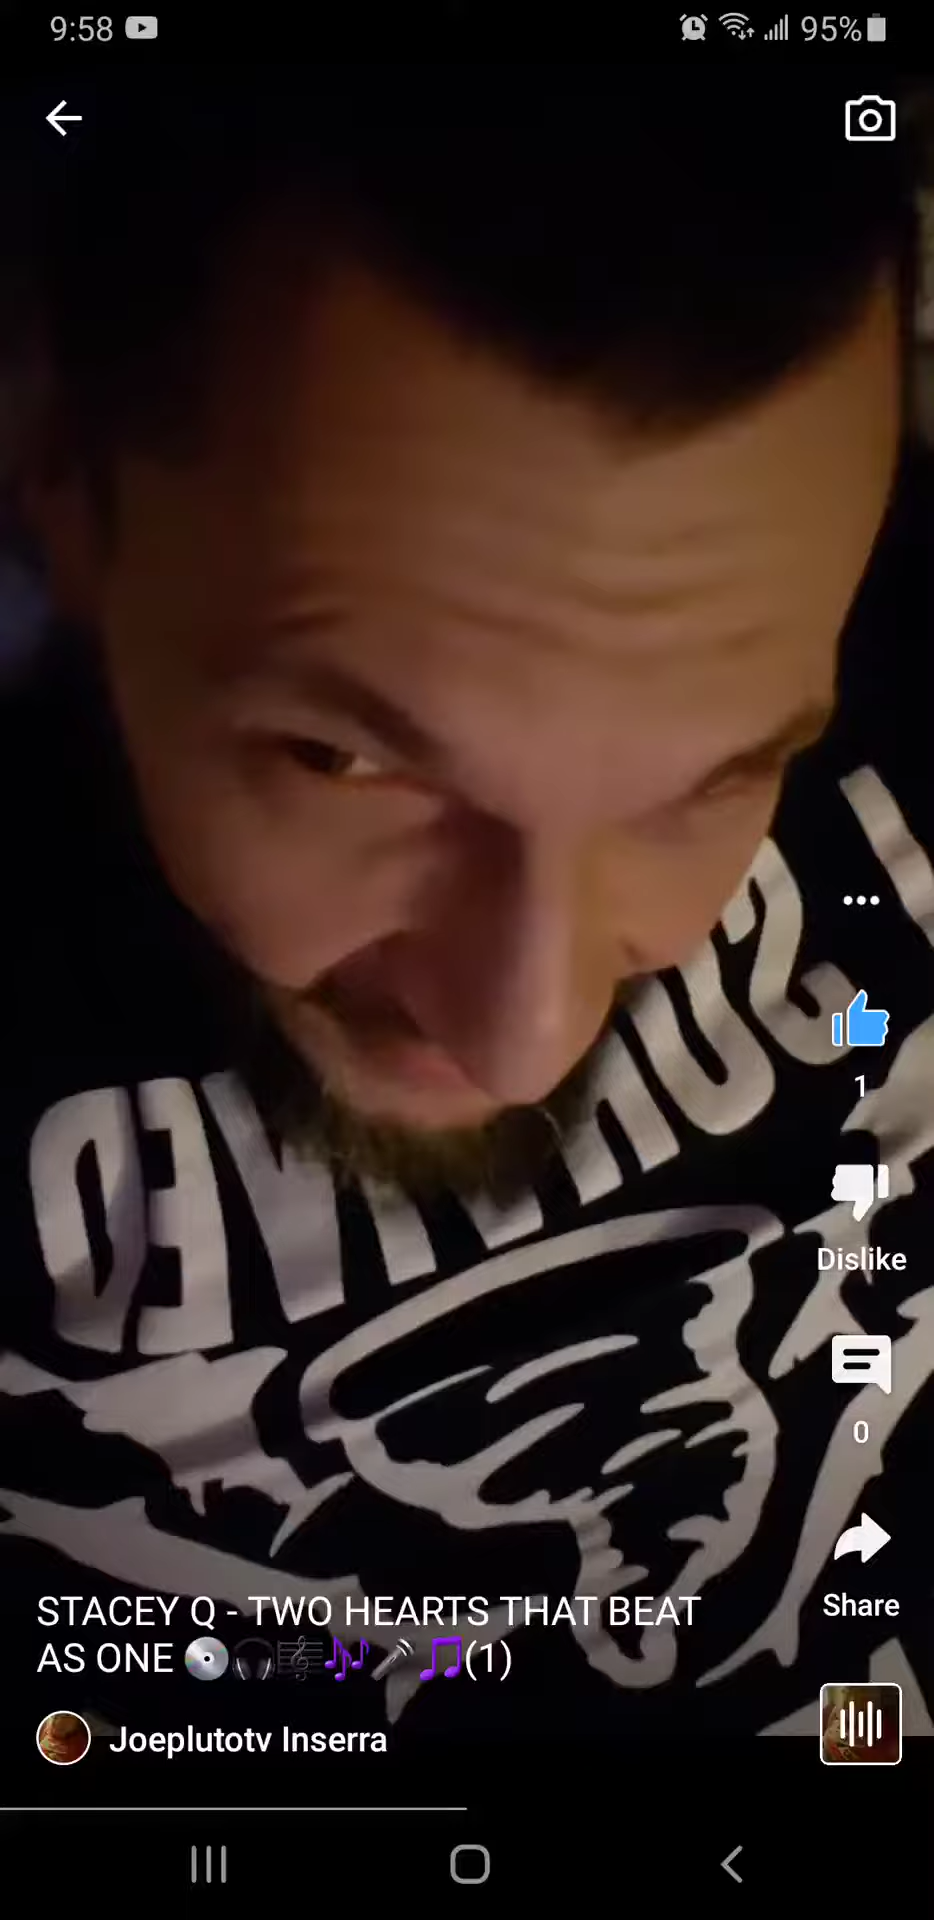 9:58 95%
1
Dislike
0
Share
STACEY Q - TWO HEARTS THAT BEAT
AS ONE 💿🎧🎼🎶🎤🎵(1)
Joeplutotv Inserra